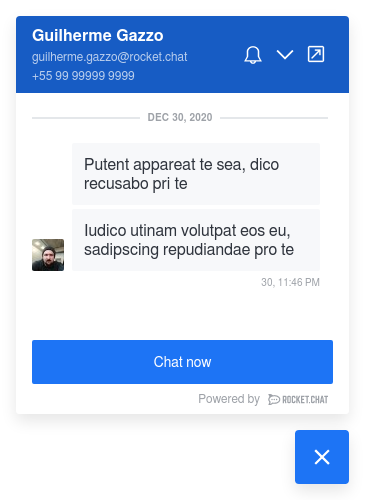 Guilherme Gazzo
guilherme.gazzo@rocket.chat
+55 99 99999 9999
DEC 30, 2020
Putent appareat te sea, dico
recusabo pri te
Iudico utinam volutpat eos eu,
sadipscing repudiandae pro te
30, 11:46 PM
Chat now
Powered by ROCKET.CHAT